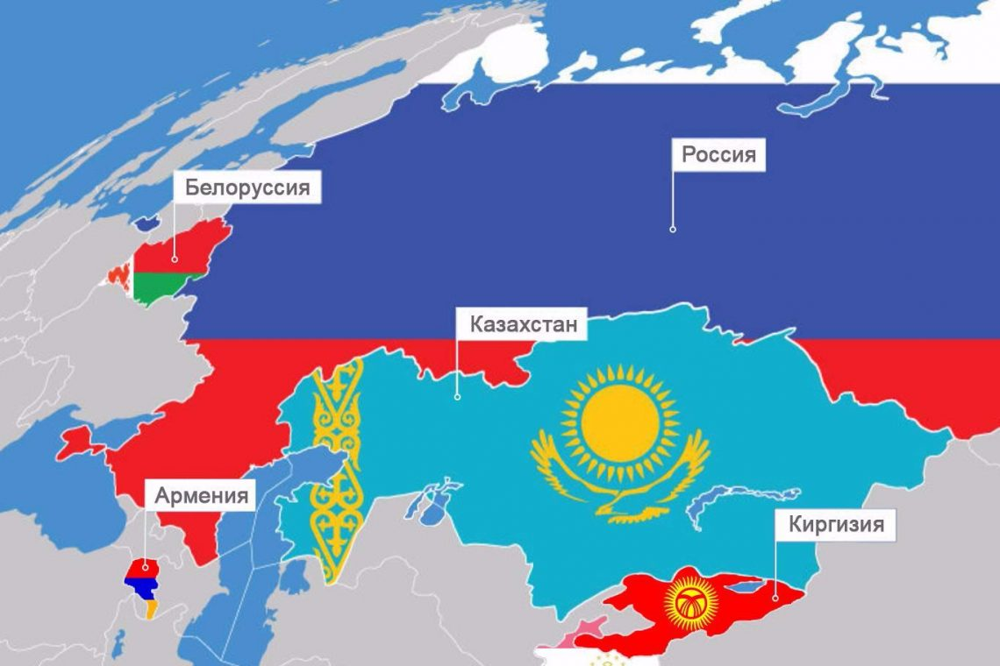 Россия
Белоруссия
Казахстан
Армения
Киргизия